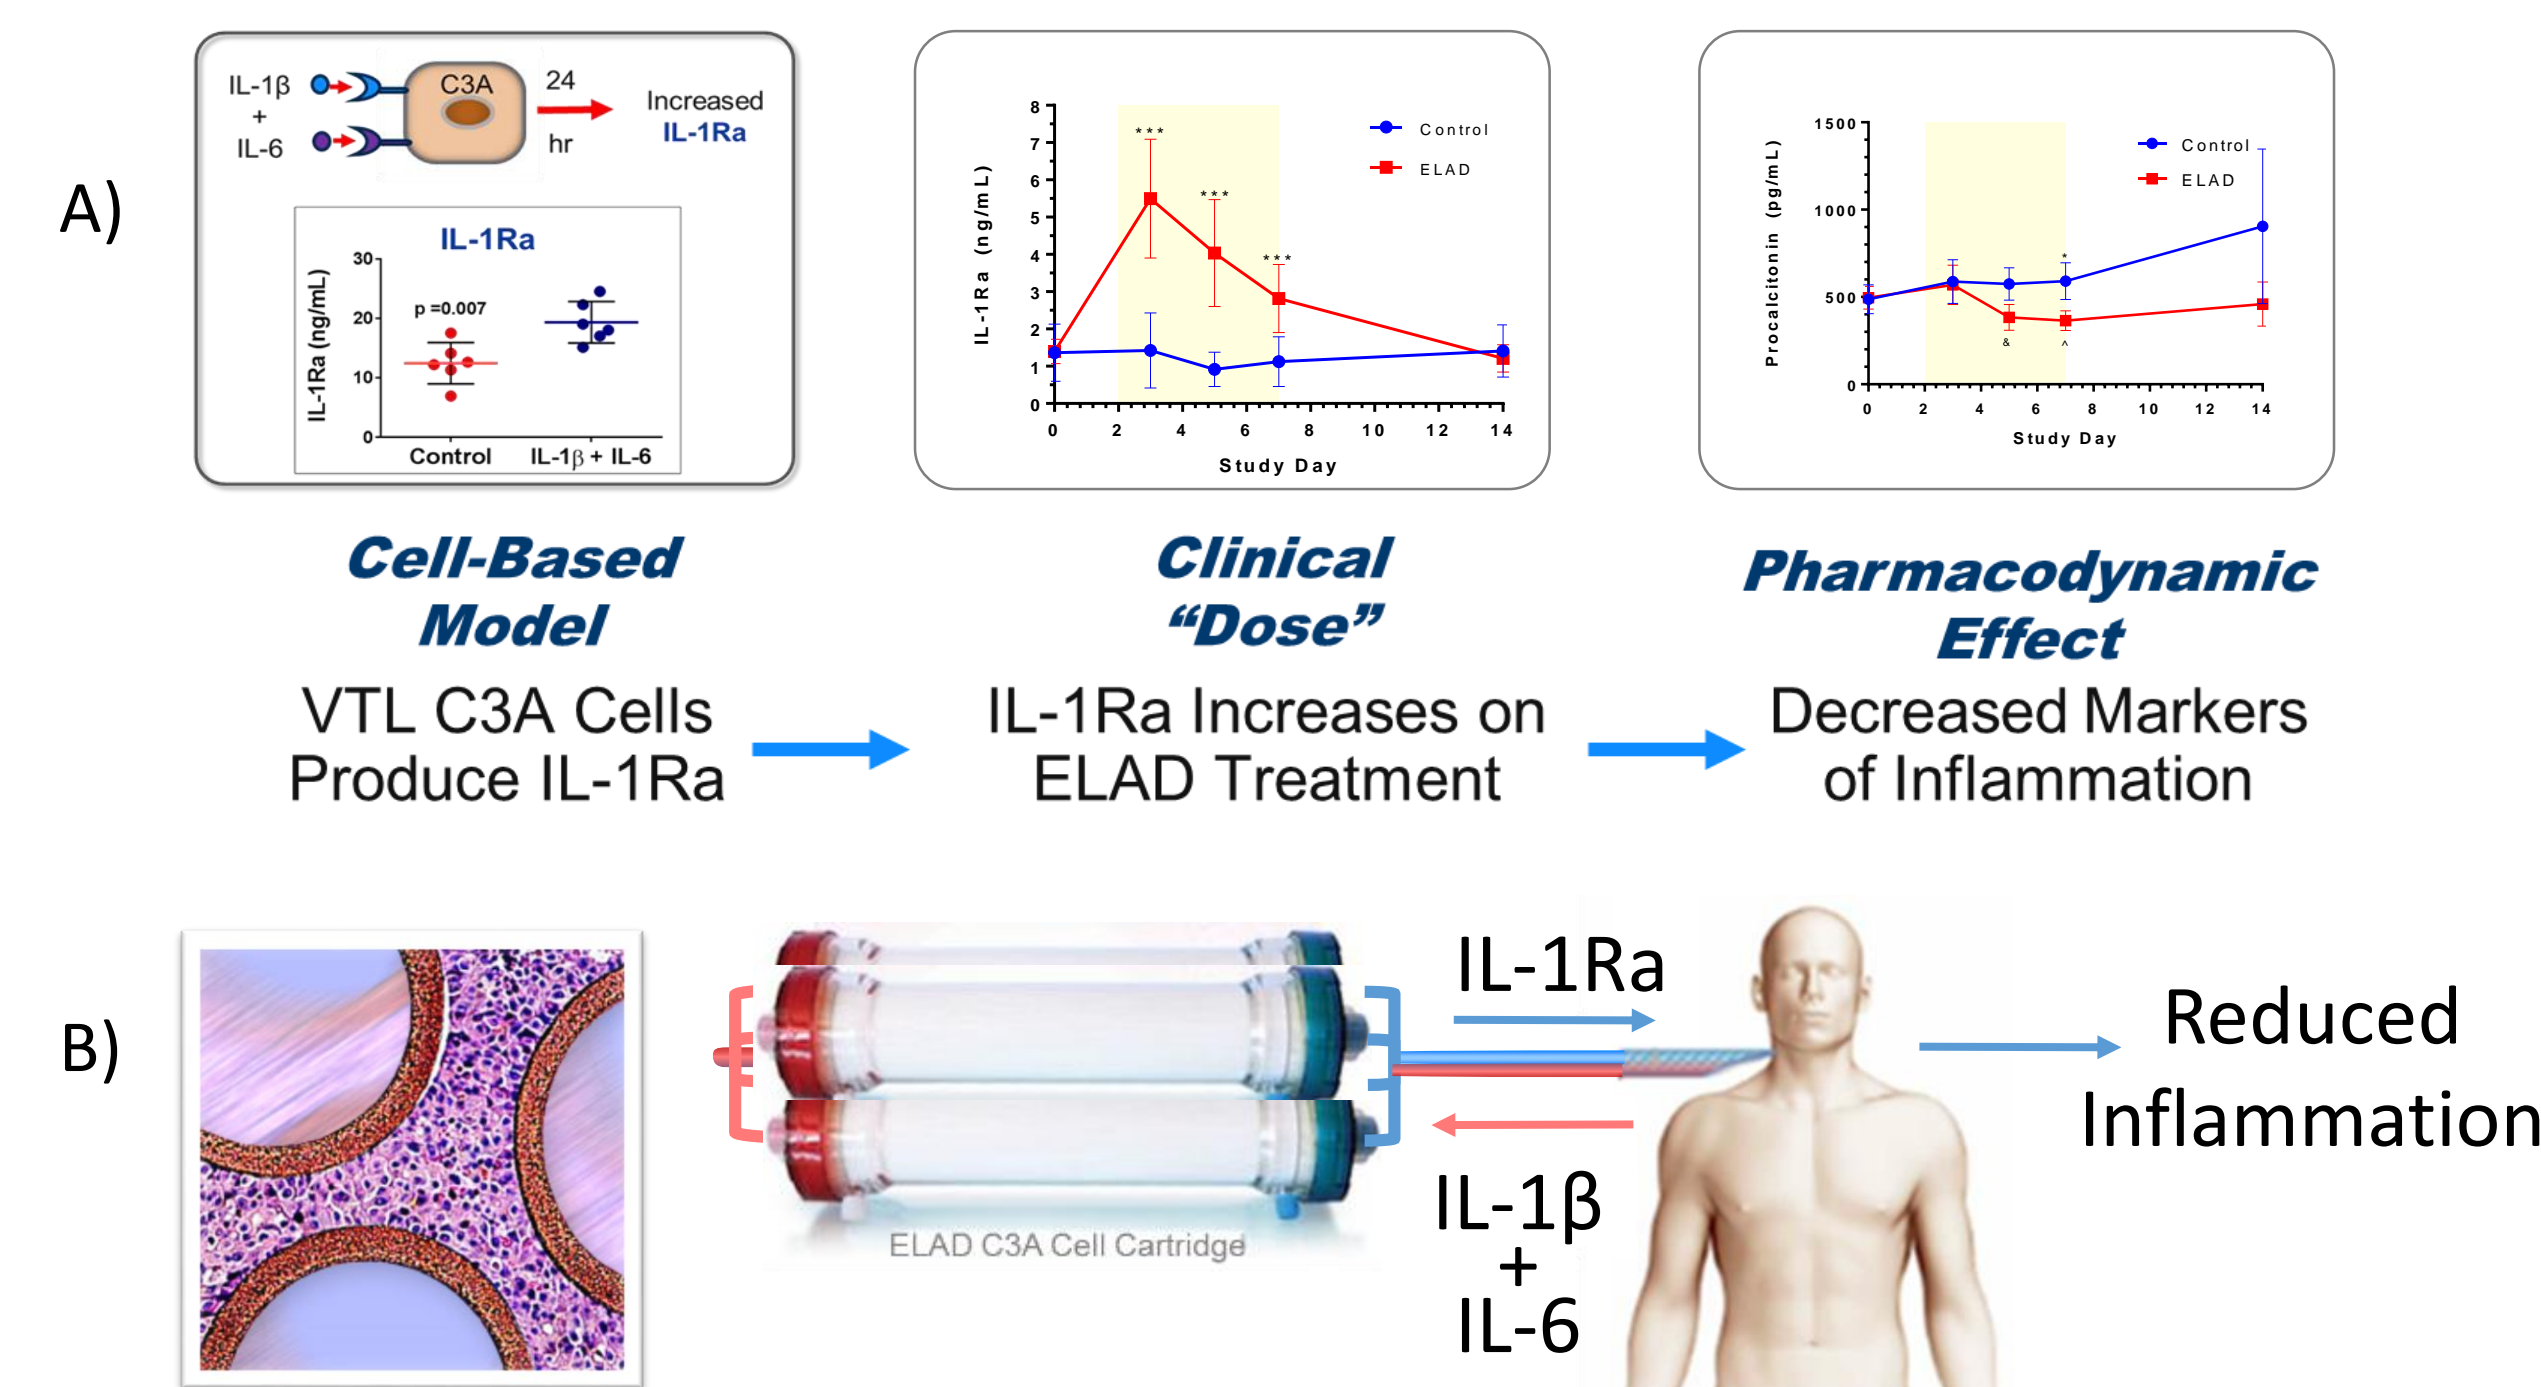 A)
IL-1β
+
IL-6
C3A
24
hr
Increased
IL-1Ra
IL-1Ra
IL-1Ra (ng/mL)
30
20
10
0
p =0.007
Control
IL-1β + IL-6
IL-1Ra (ng/mL)
8
7
6
5
4
3
2
1
0
***
***
***
Control
ELAD
0 2 4 6 8 10 12 14
Study Day
Procalcitonin (pg/mL)
1500
1000
500
0
Control
ELAD
*
&
^
0 2 4 6 8 10 12 14
Study Day
Cell-Based
Model
VTL C3A Cells
Produce IL-1Ra
Clinical
“Dose”
IL-1Ra Increases on
ELAD Treatment
Pharmacodynamic
Effect
Decreased Markers
of Inflammation
B)
ELAD C3A Cell Cartridge
IL-1Ra
IL-1β
+
IL-6
Reduced
Inflammation